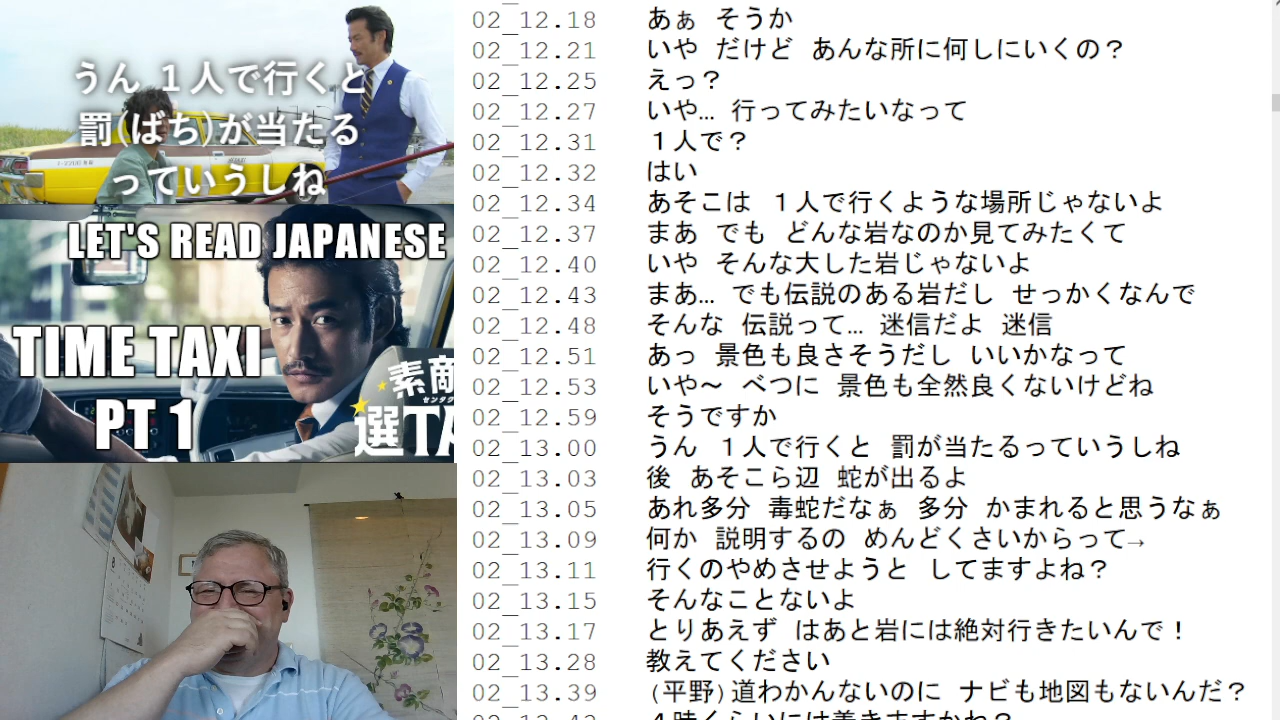 うん １人で行くと
罰(ばち)が当たる
っていうしね
LET'S READ JAPANESE
TIME TAXI
PT 1
素敵
センタク
選TA
02_12.18 あぁ そうか
02_12.21 いや だけど あんな所に何しにいくの？
02_12.25 えっ？
02_12.27 いや… 行ってみたいなって
02_12.31 １人で？
02_12.32 はい
02_12.34 あそこは １人で行くような場所じゃないよ
02_12.37 まあ でも どんな岩なのか見てみたくて
02_12.40 いや そんな大した岩じゃないよ
02_12.43 まあ… でも伝説のある岩だし せっかくなんで
02_12.48 そんな 伝説って… 迷信だよ 迷信
02_12.51 あっ 景色も良さそうだし いいかなって
02_12.53 いや～ べつに 景色も全然良くないけどね
02_12.59 そうですか
02_13.00 うん １人で行くと 罰が当たるっていうしね
02_13.03 後 あそこら辺 蛇が出るよ
02_13.05 あれ多分 毒蛇だなぁ 多分 かまれると思うなぁ
02_13.09 何か 説明するの めんどくさいからって→
02_13.11 行くのやめさせようと してますよね？
02_13.15 そんなことないよ
02_13.17 とりあえず はあと岩には絶対行きたいんで！
02_13.28 教えてください
02_13.39 (平野)道わかんないのに ナビも地図もないんだ？